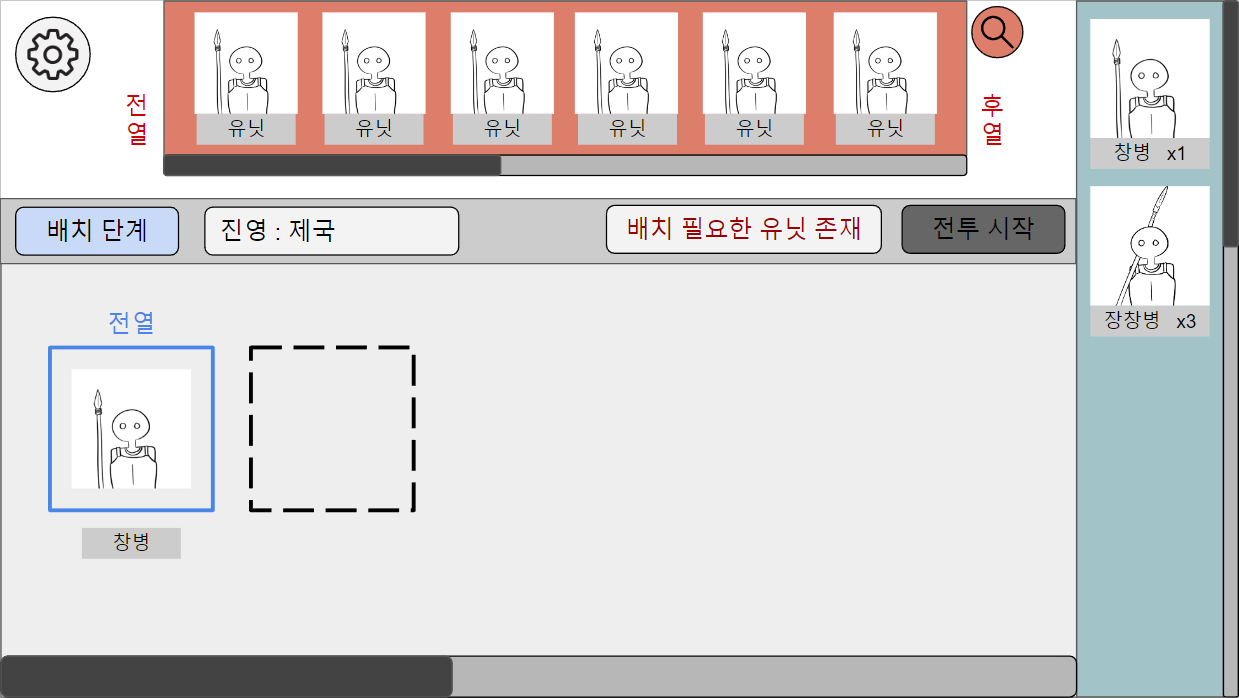 전열
유닛
유닛
유닛
유닛
유닛
유닛
후열
창병 x1
장창병 x3
배치 단계
진영 : 제국
배치 필요한 유닛 존재
전투 시작
전열
창병